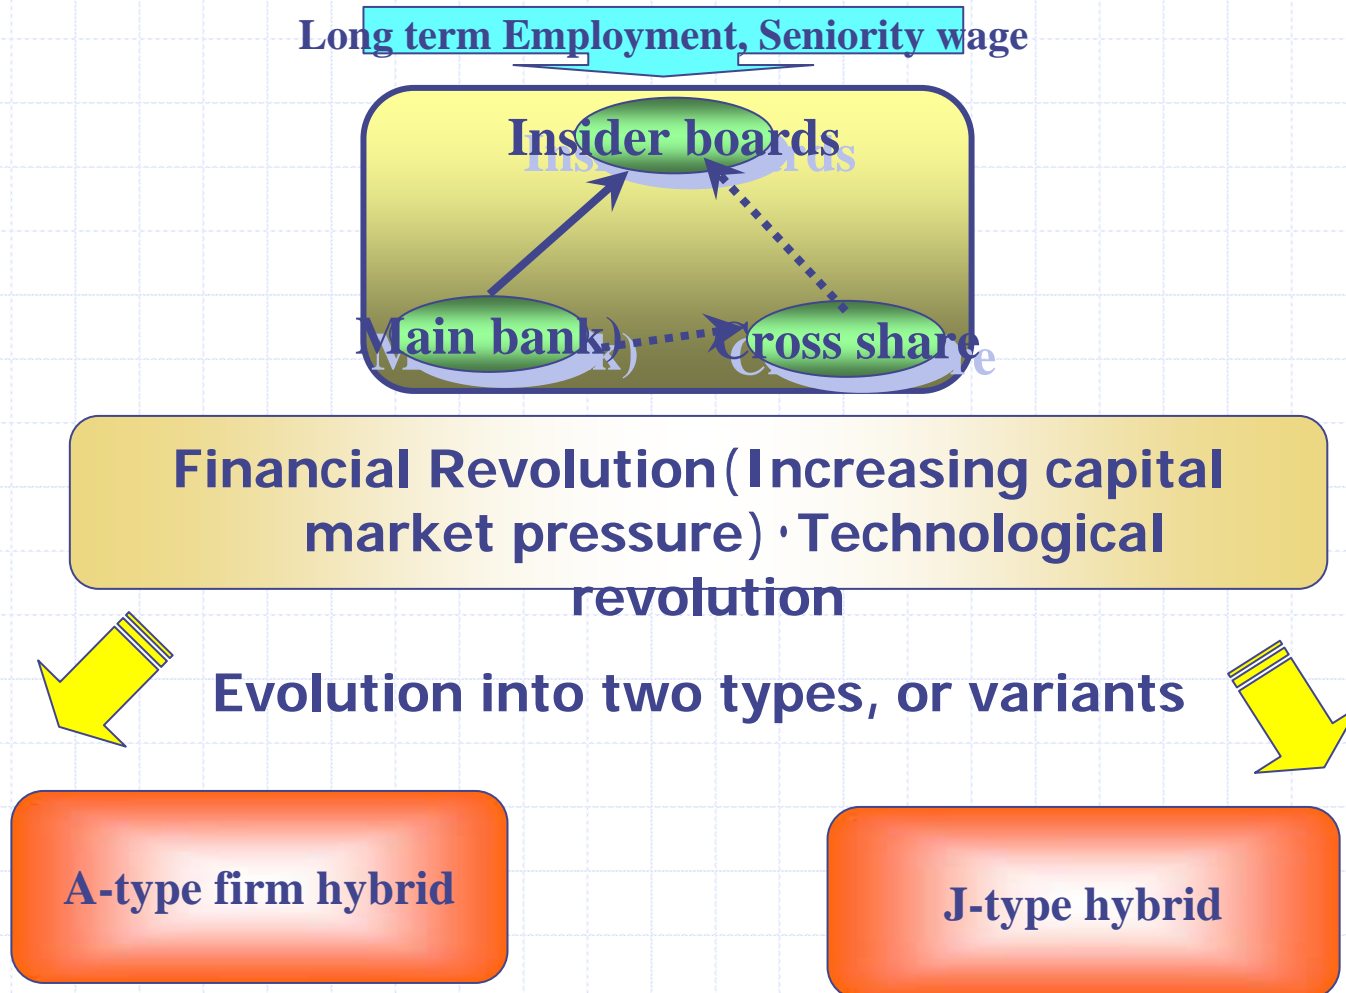 Long term Employment, Seniority wage
Insider boards
Main bank)
Cross share
Financial Revolution(Increasing capital
market pressure)・Technological
revolution
Evolution into two types, or variants
A-type firm hybrid
J-type hybrid